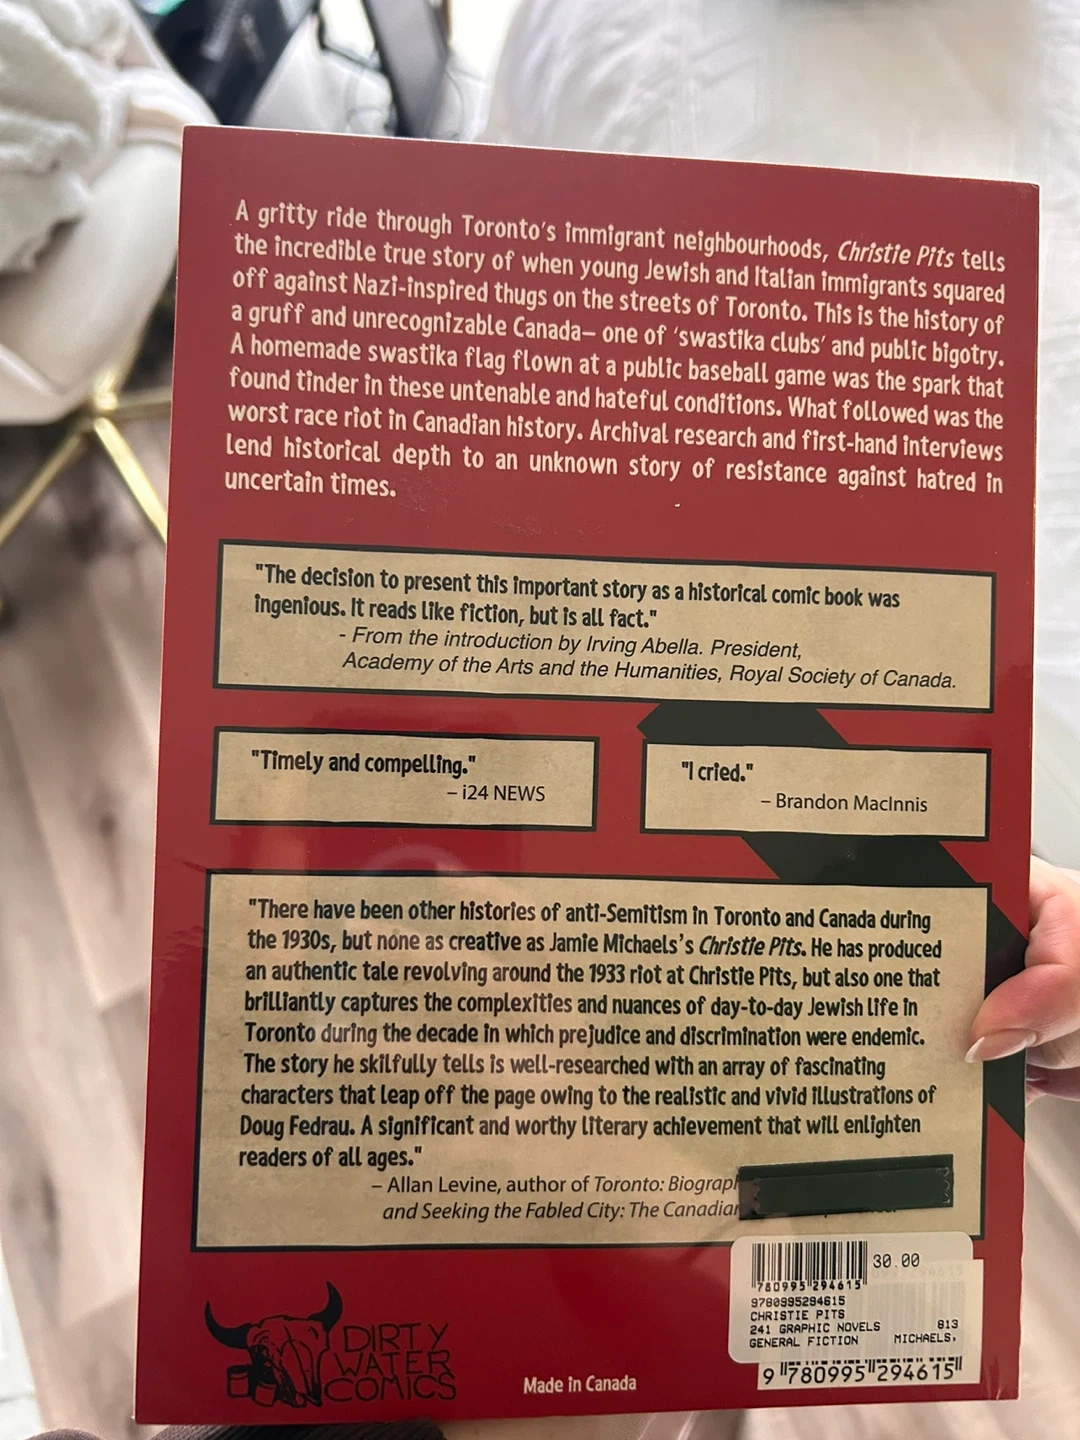 A gritty ride through Toronto's immigrant neighbourhoods, Christie Pits tells
the incredible true story of when young Jewish and Italian immigrants squared
off against Nazi-inspired thugs on the streets of Toronto. This is the history of
a gruff and unrecognizable Canada– one of 'swastika clubs' and public bigotry.
A homemade swastika flag flown at a public baseball game was the spark that
found tinder in these untenable and hateful conditions. What followed was the
worst race riot in Canadian history. Archival research and first-hand interviews
lend historical depth to an unknown story of resistance against hatred in
uncertain times.
"The decision to present this important story as a historical comic book was
ingenious. It reads like fiction, but is all fact."
- From the introduction by Irving Abella. President,
Academy of the Arts and the Humanities, Royal Society of Canada.
"Timely and compelling."
– i24 NEWS
"I cried."
– Brandon MacInnis
"There have been other histories of anti-Semitism in Toronto and Canada during
the 1930s, but none as creative as Jamie Michaels's Christie Pits. He has produced
an authentic tale revolving around the 1933 riot at Christie Pits, but also one that
brilliantly captures the complexities and nuances of day-to-day Jewish life in
Toronto during the decade in which prejudice and discrimination were endemic.
The story he skilfully tells is well-researched with an array of fascinating
characters that leap off the page owing to the realistic and vivid illustrations of
Doug Fedrau. A significant and worthy literary achievement that will enlighten
readers of all ages."
– Allan Levine, author of Toronto: Biograp
and Seeking the Fabled City: The Canadian
30.00
780995 294615
9780995294615
CHRISTIE PITS
241 GRAPHIC NOVELS 813
GENERAL FICTION MICHAELS,
9 780995 294615
DIRTY
WATER
COMICS
Made in Canada